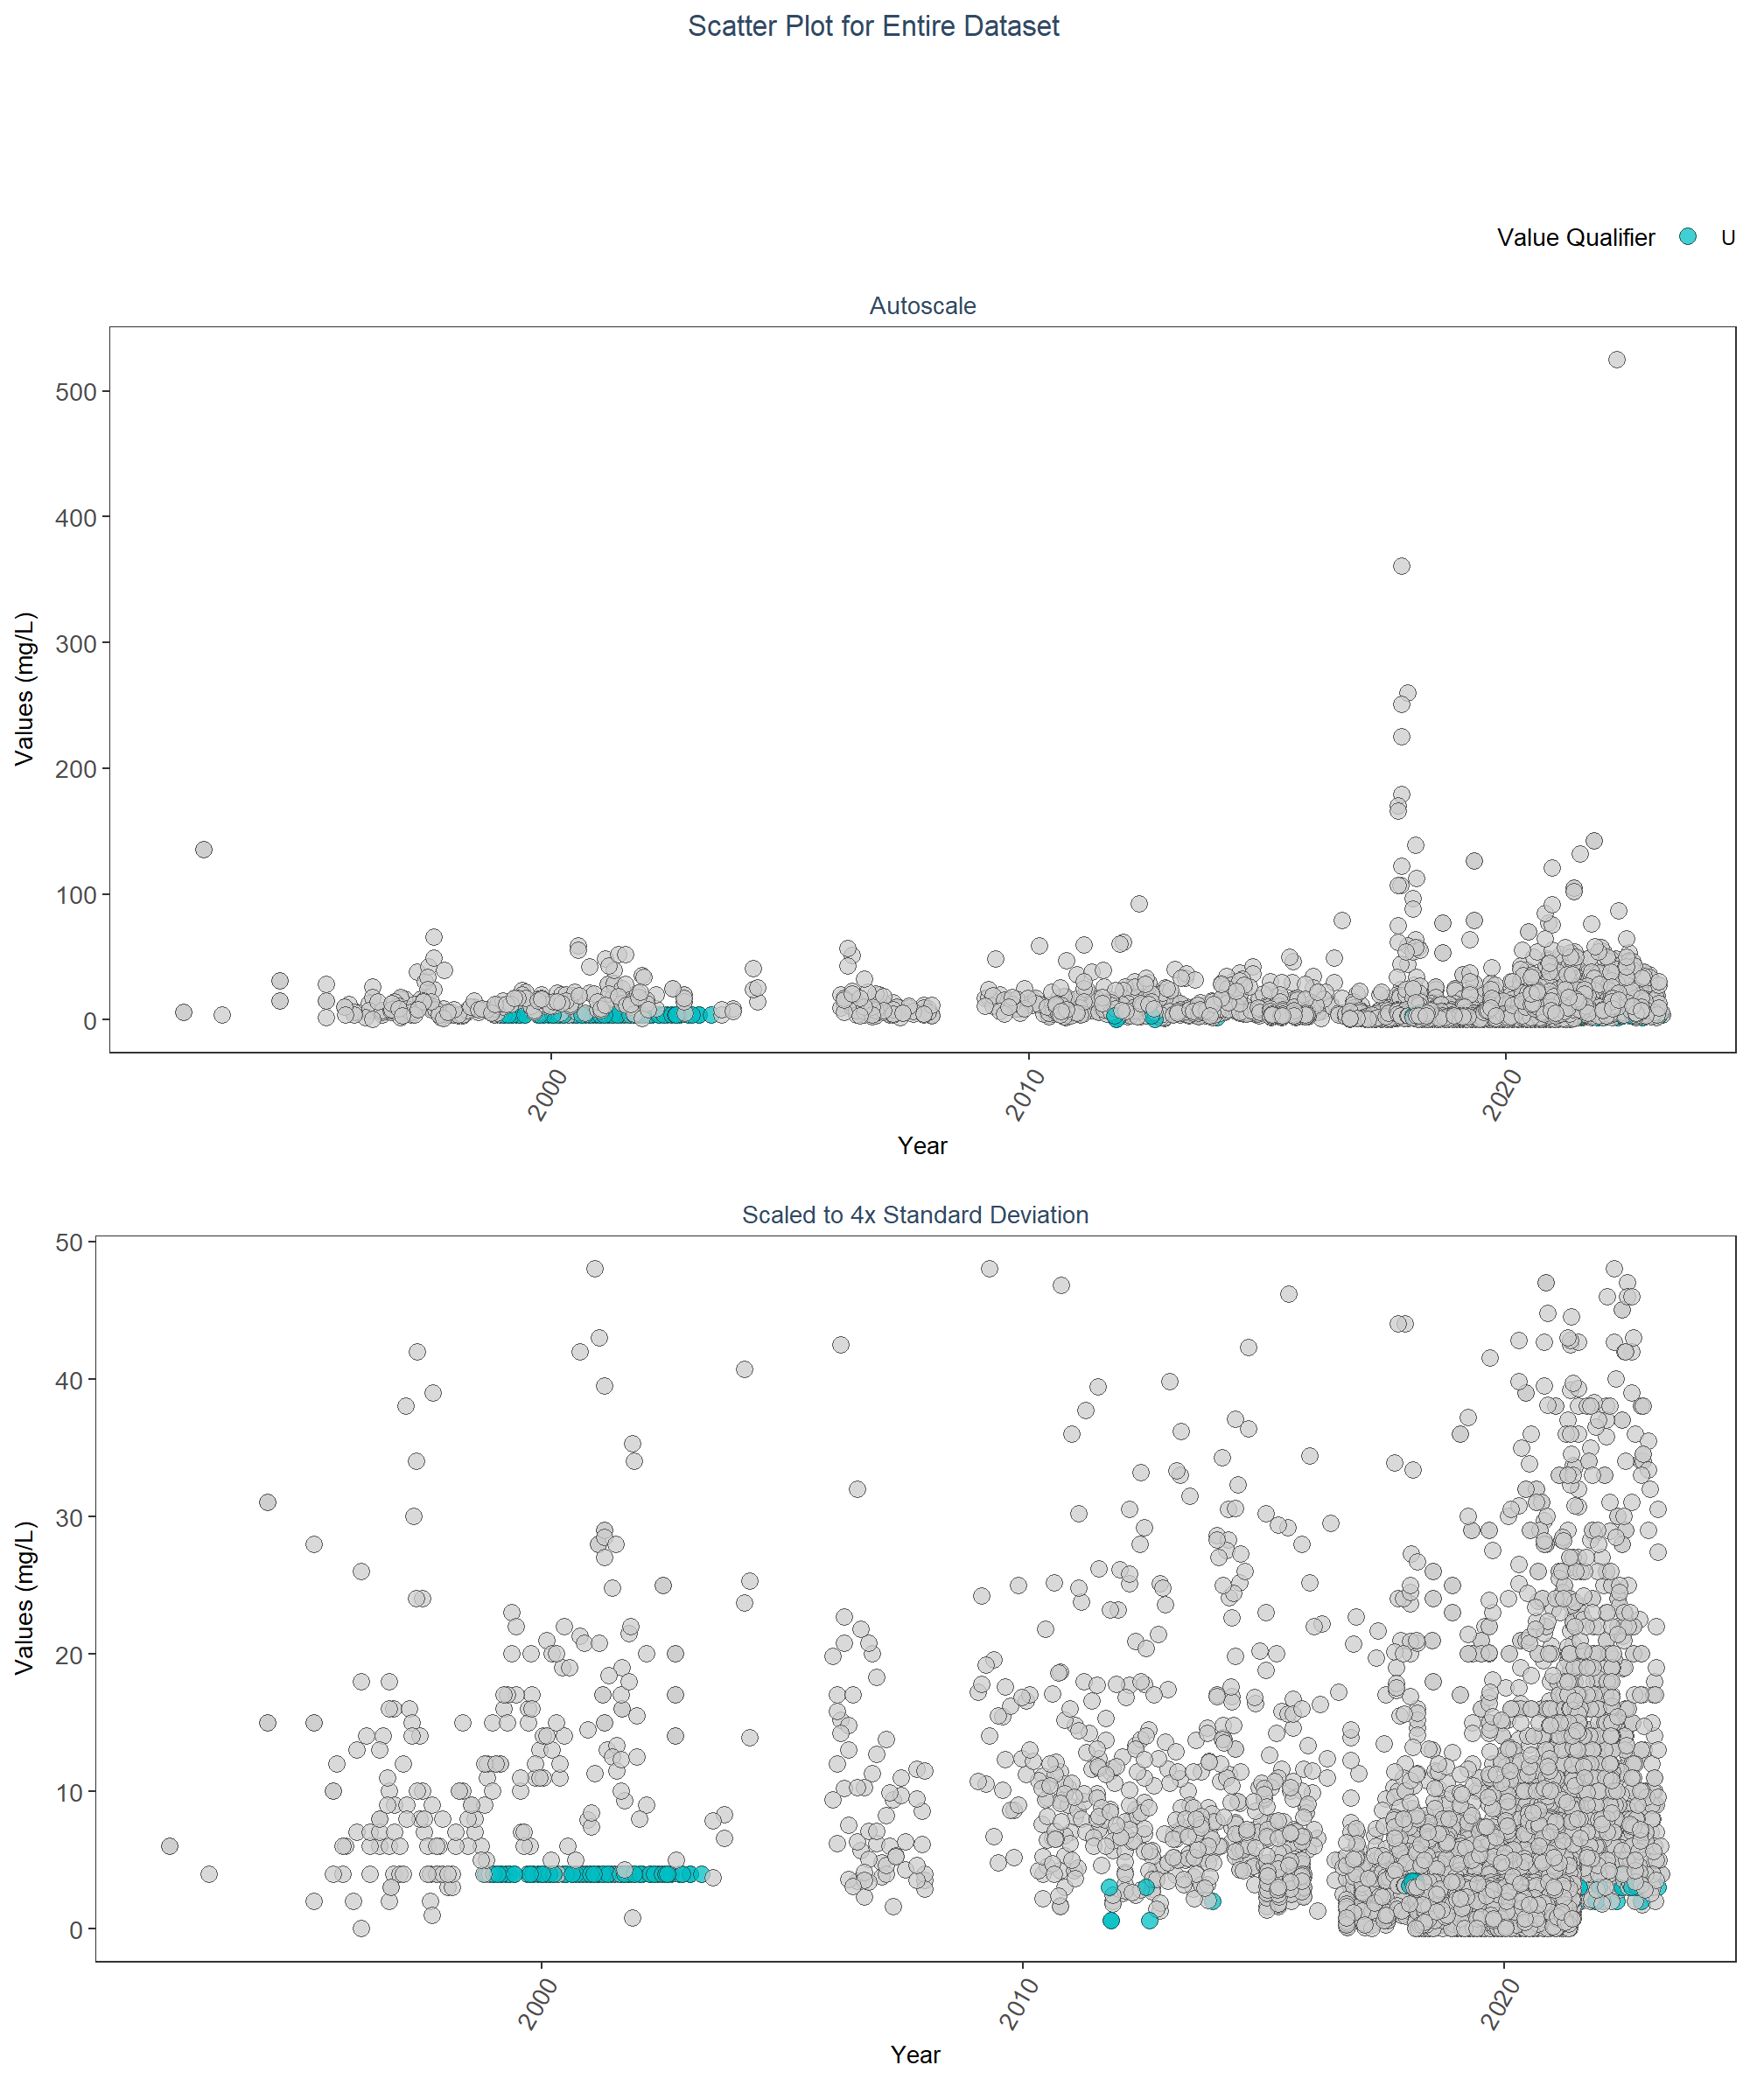 Scatter Plot for Entire Dataset
Value Qualifier U
Autoscale
500
400
300
200
100
0
Values (mg/L)
2000 2010 2020
Year
Scaled to 4x Standard Deviation
50
40
30
20
10
0
Values (mg/L)
2000 2010 2020
Year